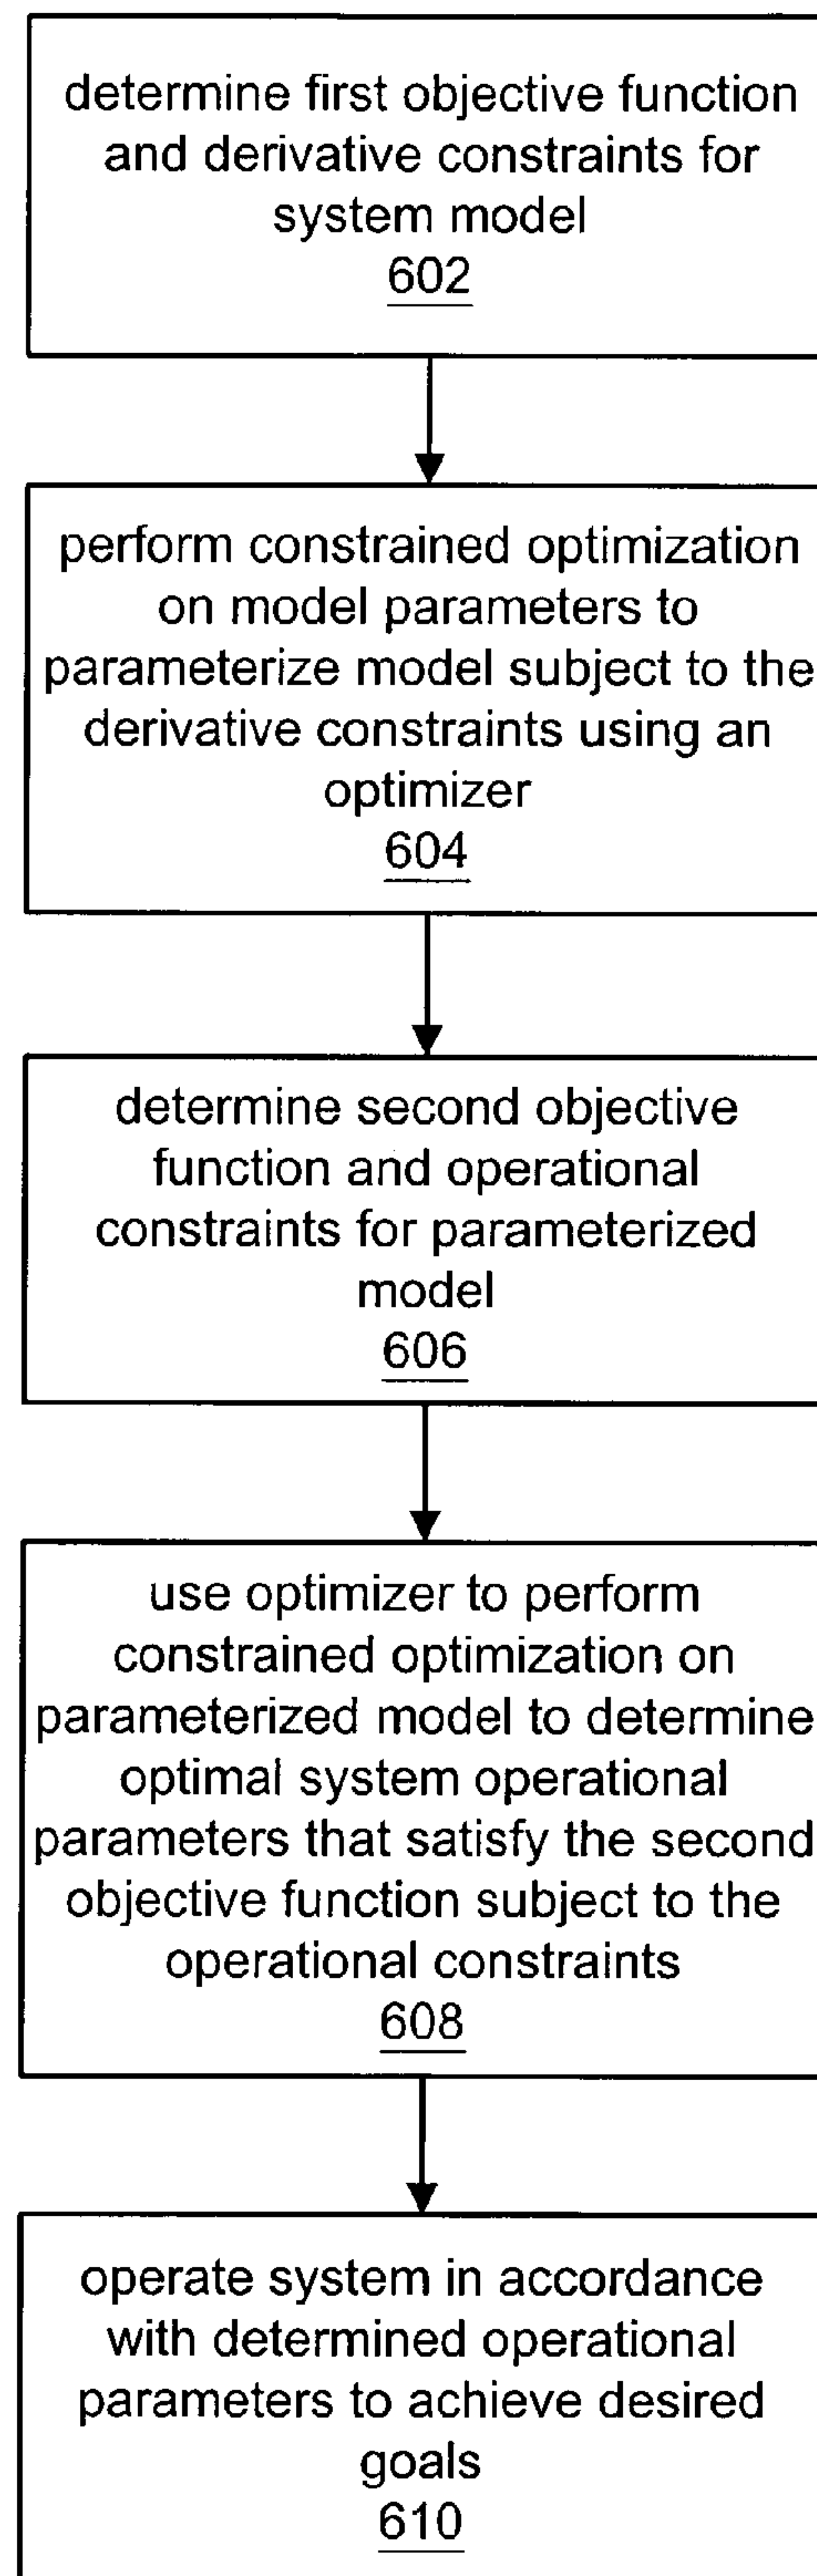 determine first objective function
and derivative constraints for
system model
602
perform constrained optimization
on model parameters to
parameterize model subject to the
derivative constraints using an
optimizer
604
determine second objective
function and operational
constraints for parameterized
model
606
use optimizer to perform
constrained optimization on
parameterized model to determine
optimal system operational
parameters that satisfy the second
objective function subject to the
operational constraints
608
operate system in accordance
with determined operational
parameters to achieve desired
goals
610